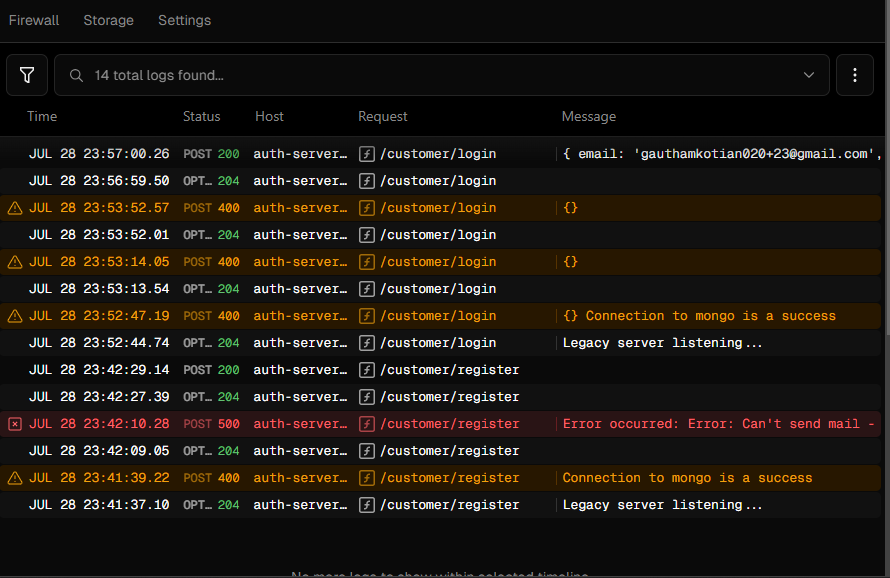 Firewall Storage Settings
14 total logs found...
Time Status Host Request Message
JUL 28 23:57:00.26 POST 200 auth-server... /customer/login { email: 'gauthamkotian020+23@gmail.com',
JUL 28 23:56:59.50 OPT... 204 auth-server... /customer/login
JUL 28 23:53:52.57 POST 400 auth-server... /customer/login {}
JUL 28 23:53:52.01 OPT... 204 auth-server... /customer/login
JUL 28 23:53:14.05 POST 400 auth-server... /customer/login {}
JUL 28 23:53:13.54 OPT... 204 auth-server... /customer/login
JUL 28 23:52:47.19 POST 400 auth-server... /customer/login {} Connection to mongo is a success
JUL 28 23:52:44.74 OPT... 204 auth-server... /customer/login Legacy server listening...
JUL 28 23:42:29.14 POST 200 auth-server... /customer/register
JUL 28 23:42:27.39 OPT... 204 auth-server... /customer/register
JUL 28 23:42:10.28 POST 500 auth-server... /customer/register Error occurred: Error: Can't send mail -
JUL 28 23:42:09.05 OPT... 204 auth-server... /customer/register
JUL 28 23:41:39.22 POST 400 auth-server... /customer/register Connection to mongo is a success
JUL 28 23:41:37.10 OPT... 204 auth-server... /customer/register Legacy server listening...
No more logs to show within selected timeline